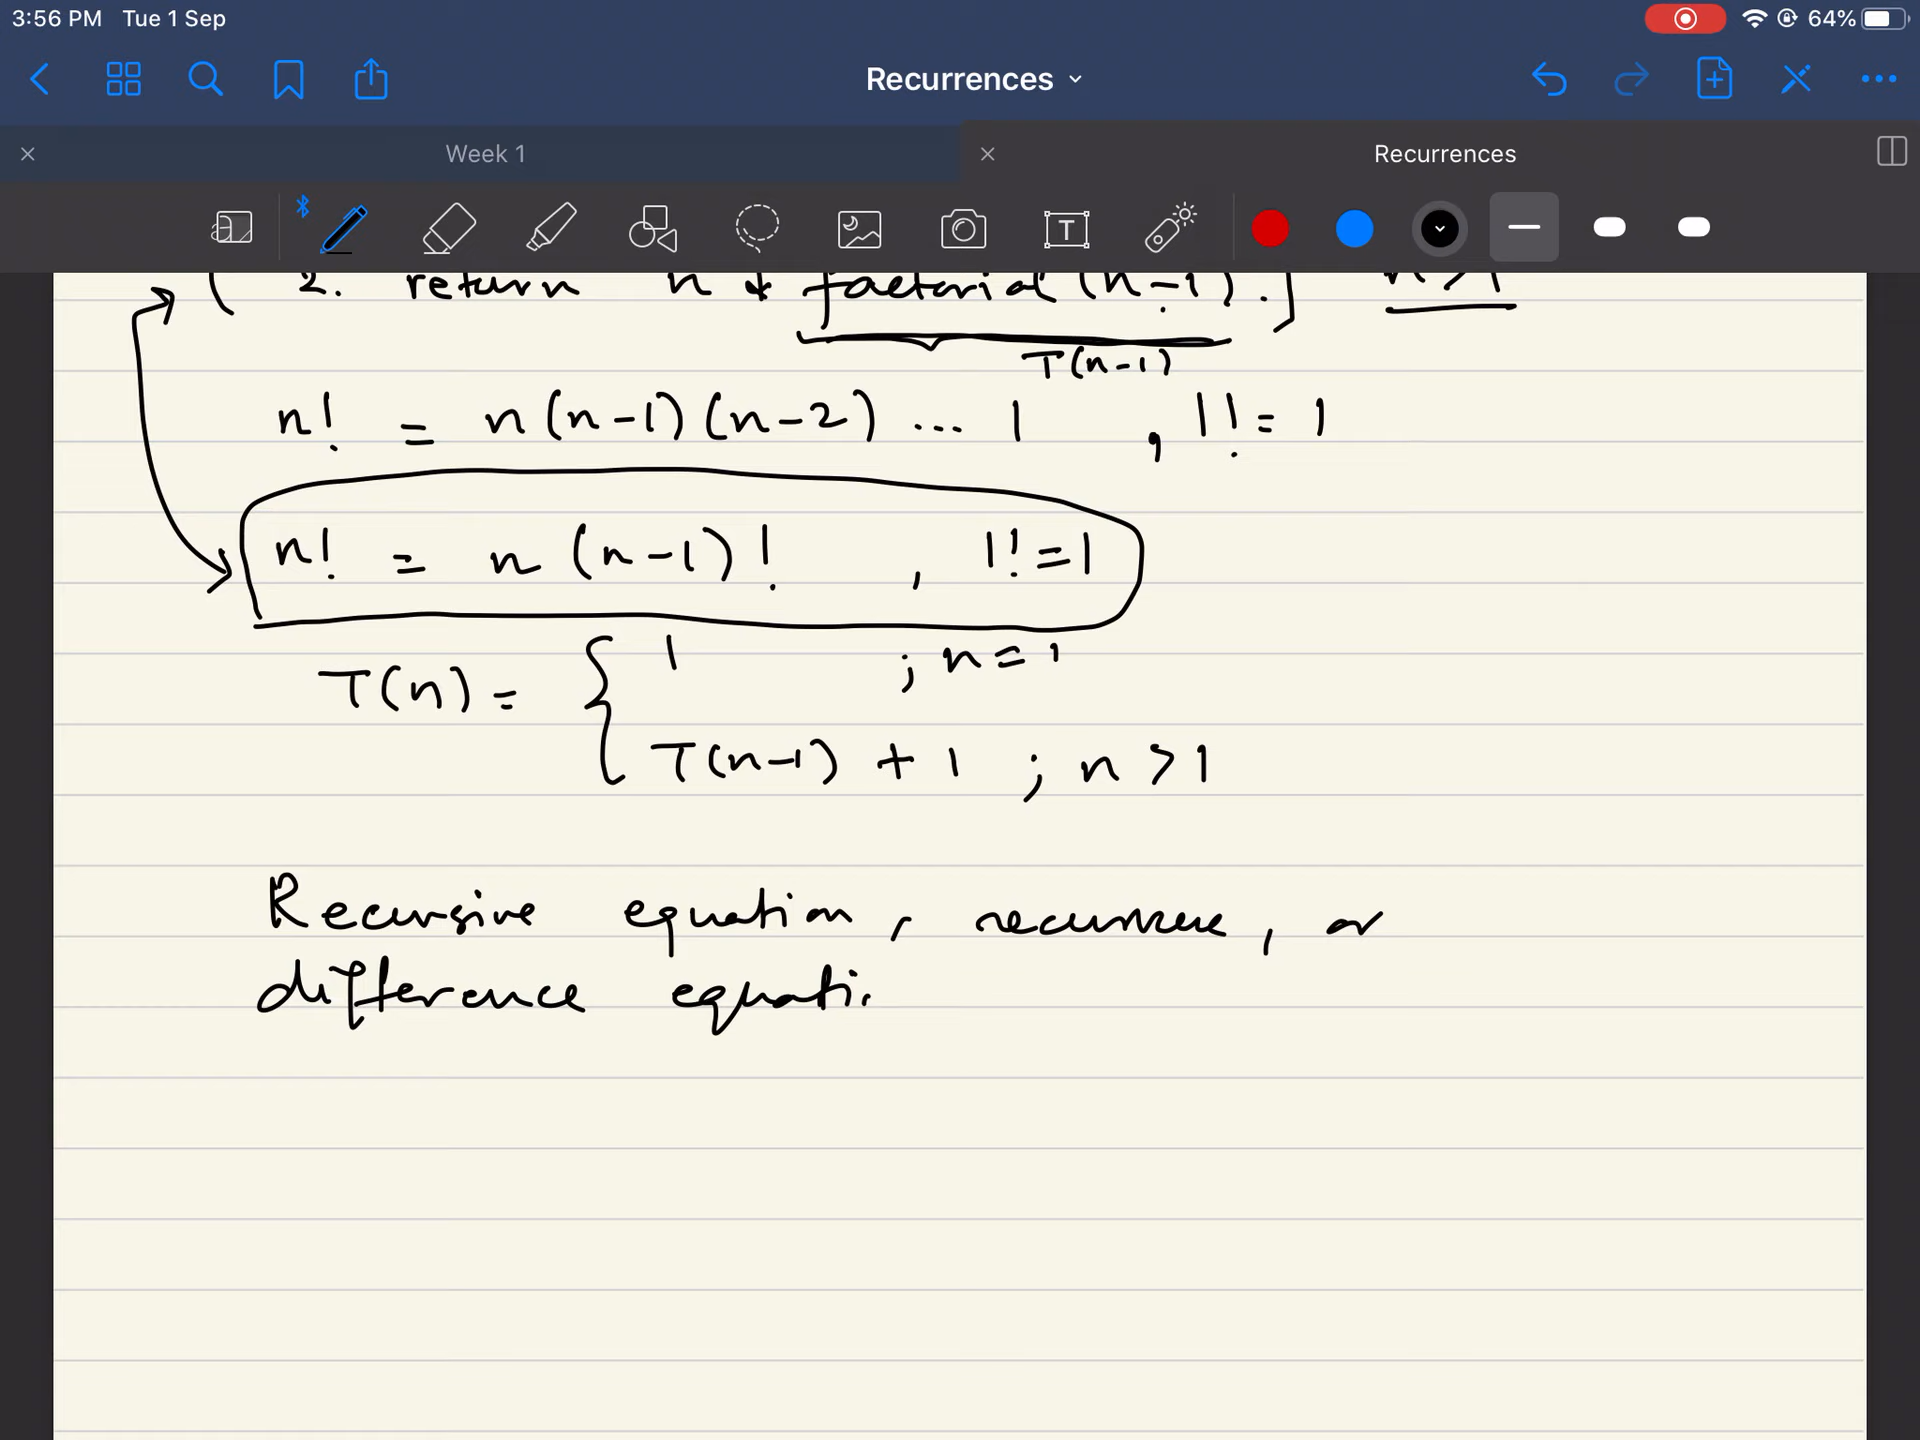 3:56 PM Tue 1 Sep 64%
Recurrences
Week 1 Recurrences
T
( 2. return n * factorial (n-1). ] n > 1
T(n-1)
n! = n(n-1)(n-2) ... 1 , 1! = 1
n! = n (n-1)! , 1! = 1
T(n) = { 1 ; n = 1
T(n-1) + 1 ; n > 1
Recursive equation, recurrence, or
difference equati